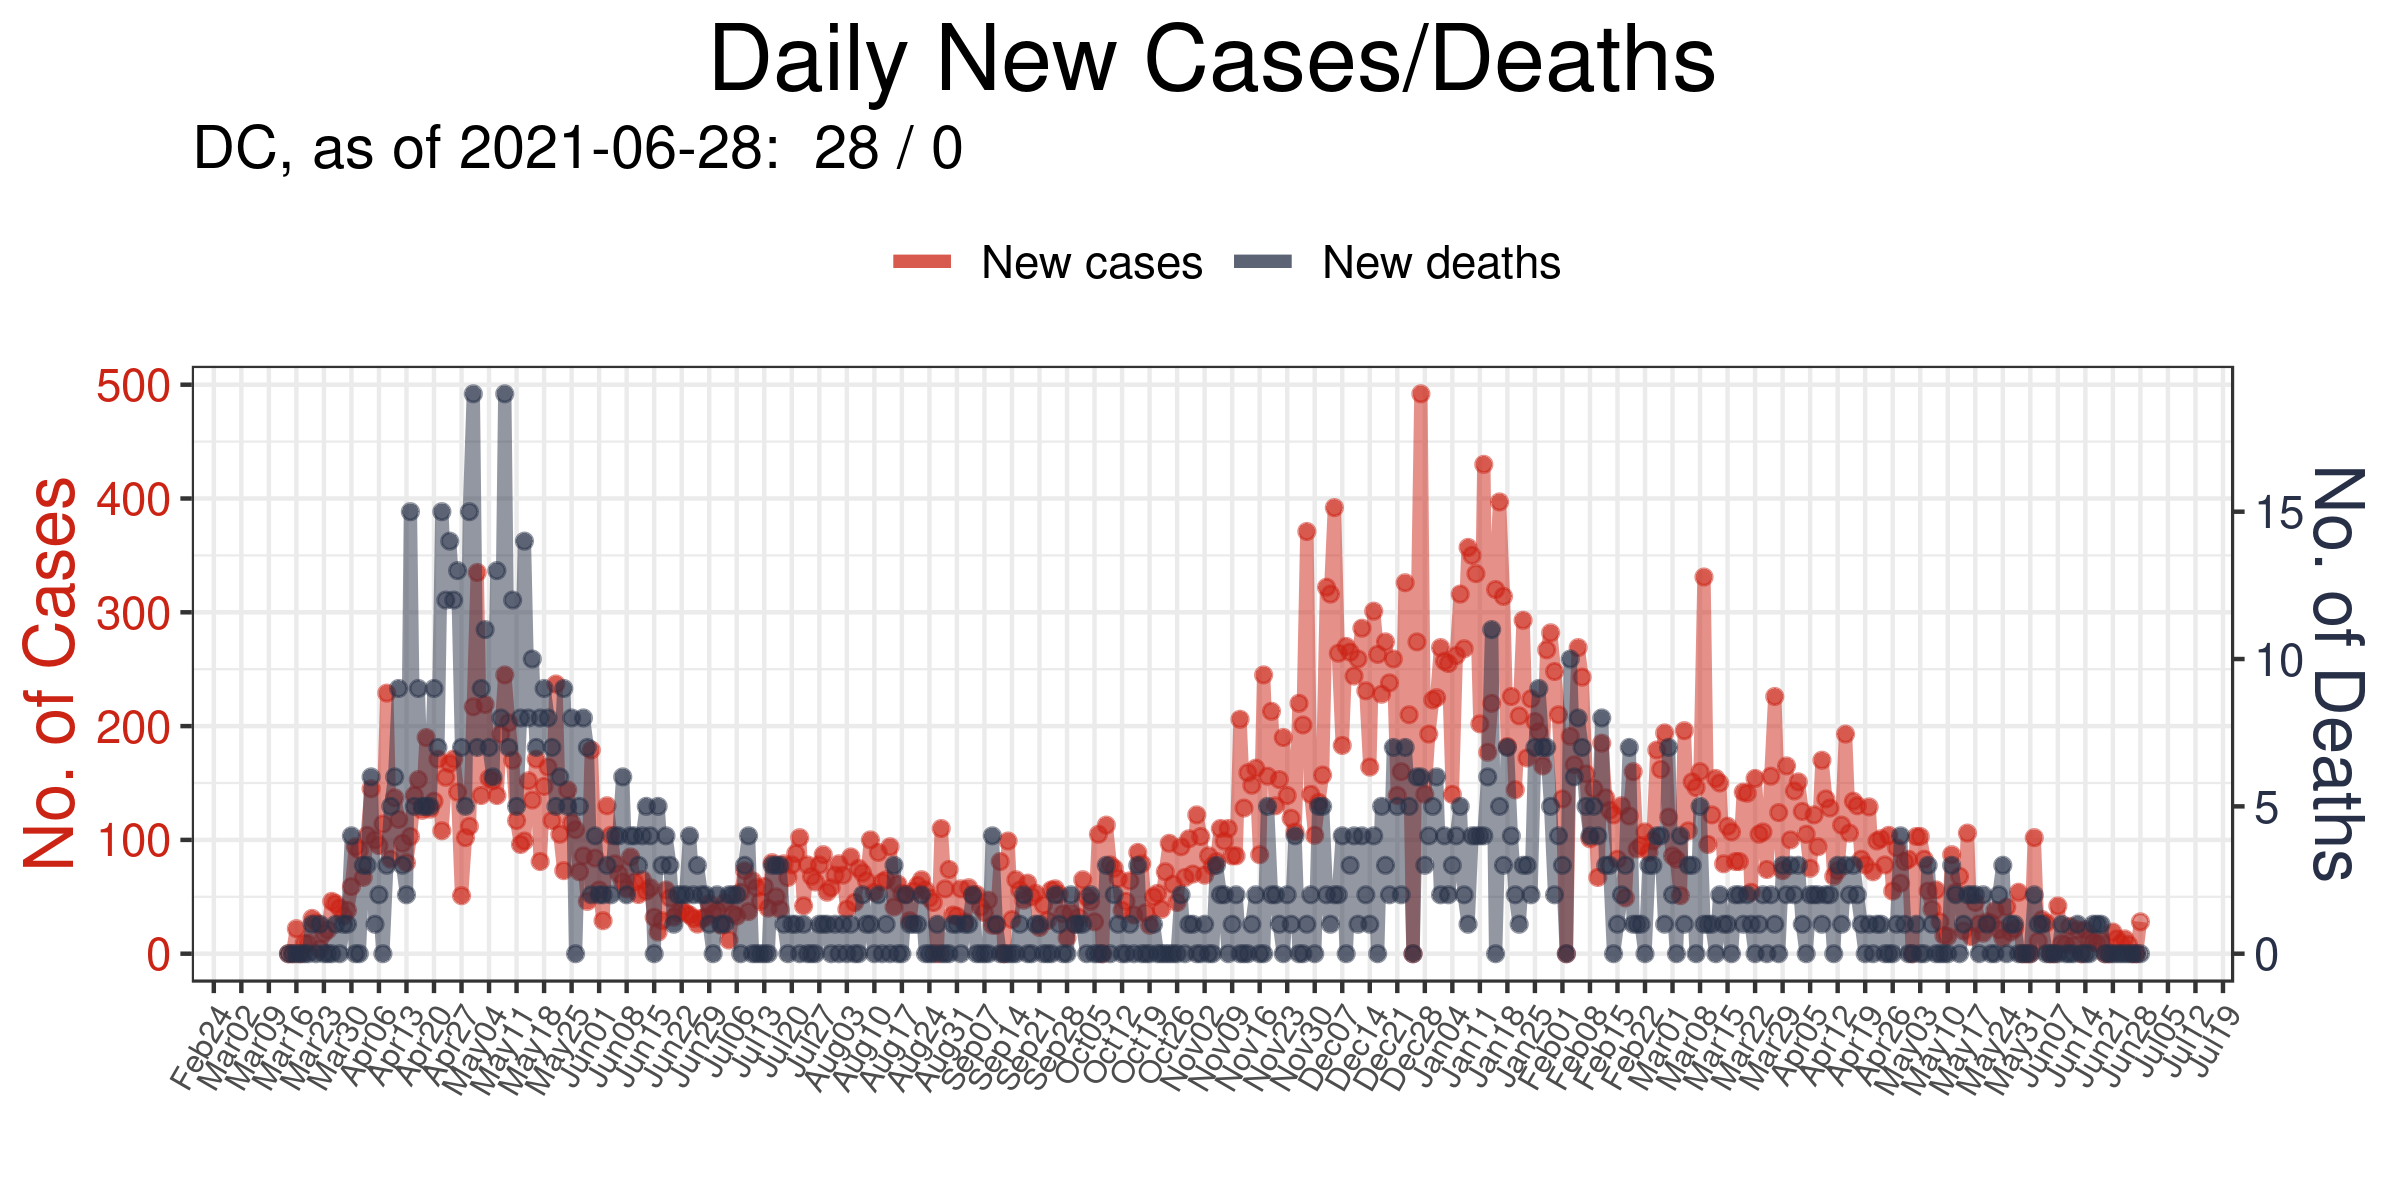 Daily New Cases/Deaths
DC, as of 2021-06-28: 28 / 0
New cases
New deaths
No. of Cases
500
400
300
200
100
0
15
10
5
0
No. of Deaths
Feb24
Mar02
Mar09
Mar16
Mar23
Mar30
Apr06
Apr13
Apr20
Apr27
May04
May11
May18
May25
Jun01
Jun08
Jun15
Jun22
Jun29
Jul06
Jul13
Jul20
Jul27
Aug03
Aug10
Aug17
Aug24
Aug31
Sep07
Sep14
Sep21
Sep28
Oct05
Oct12
Oct19
Oct26
Nov02
Nov09
Nov16
Nov23
Nov30
Dec07
Dec14
Dec21
Dec28
Jan04
Jan11
Jan18
Jan25
Feb01
Feb08
Feb15
Feb22
Mar01
Mar08
Mar15
Mar22
Mar29
Apr05
Apr12
Apr19
Apr26
May03
May10
May17
May24
May31
Jun07
Jun14
Jun21
Jun28
Jul05
Jul12
Jul19